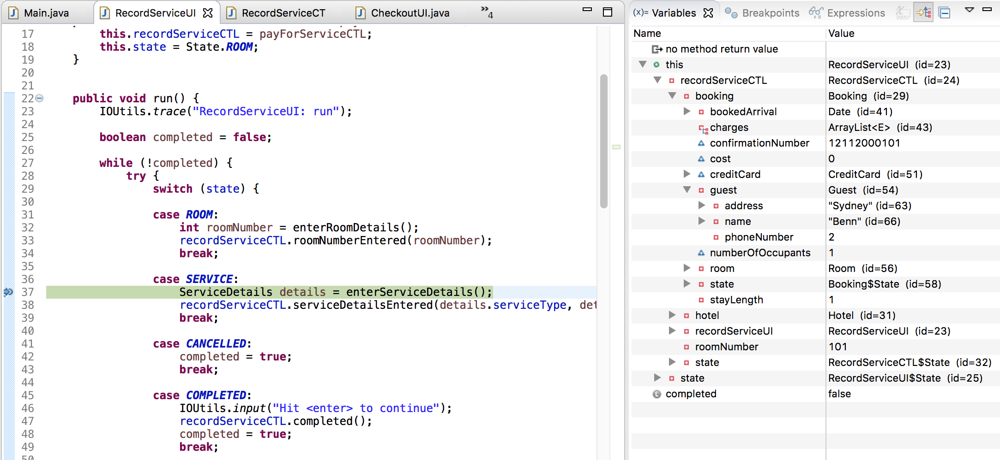 Main.java RecordServiceUI RecordServiceCT CheckoutUI.java »4
17 this.recordServiceCTL = payForServiceCTL;
18 this.state = State.ROOM;
19 }
20
21
22 public void run() {
23 IOUtils.trace("RecordServiceUI: run");
24
25 boolean completed = false;
26
27 while (!completed) {
28 try {
29 switch (state) {
30
31 case ROOM:
32 int roomNumber = enterRoomDetails();
33 recordServiceCTL.roomNumberEntered(roomNumber);
34 break;
35
36 case SERVICE:
37 ServiceDetails details = enterServiceDetails();
38 recordServiceCTL.serviceDetailsEntered(details.serviceType, det
39 break;
40
41 case CANCELLED:
42 completed = true;
43 break;
44
45 case COMPLETED:
46 IOUtils.input("Hit <enter> to continue");
47 recordServiceCTL.completed();
48 completed = true;
49 break;
50
(x)= Variables Breakpoints Expressions
Name Value
no method return value
this RecordServiceUI (id=23)
recordServiceCTL RecordServiceCTL (id=24)
booking Booking (id=29)
bookedArrival Date (id=41)
charges ArrayList<E> (id=43)
confirmationNumber 12112000101
cost 0
creditCard CreditCard (id=51)
guest Guest (id=54)
address "Sydney" (id=63)
name "Benn" (id=66)
phoneNumber 2
numberOfOccupants 1
room Room (id=56)
state Booking$State (id=58)
stayLength 1
hotel Hotel (id=31)
recordServiceUI RecordServiceUI (id=23)
roomNumber 101
state RecordServiceCTL$State (id=32)
state RecordServiceUI$State (id=25)
completed false